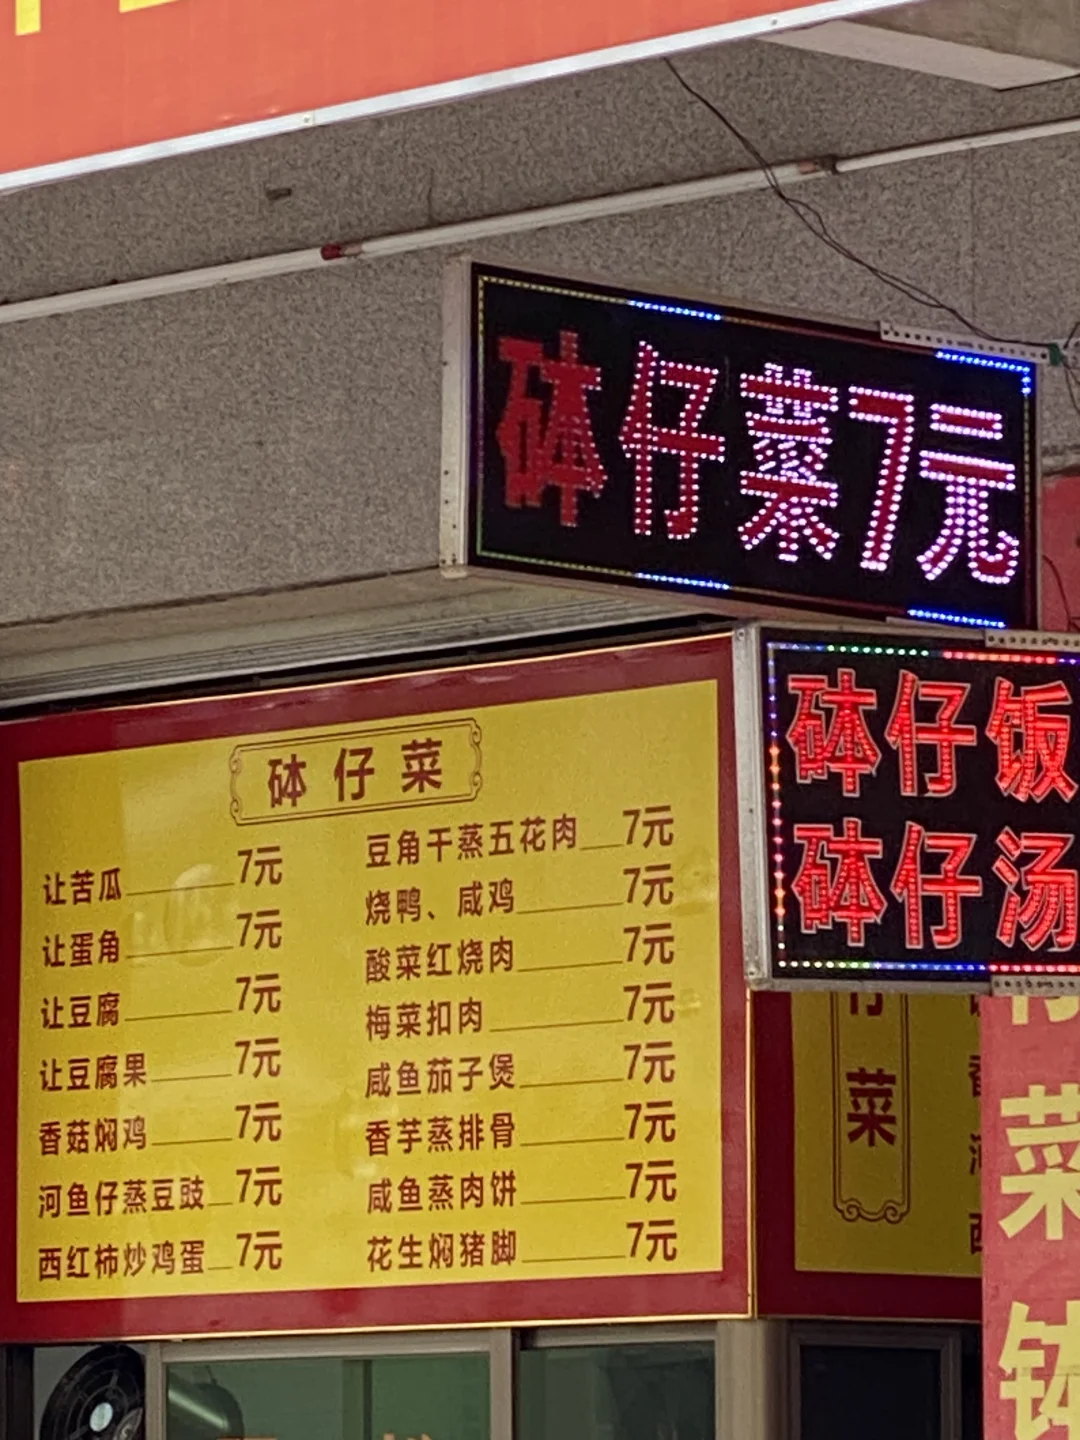 砵仔菜7元
砵仔饭
砵仔汤
砵仔菜
让苦瓜 7元
让蛋角 7元
让豆腐 7元
让豆腐果 7元
香菇焖鸡 7元
河鱼仔蒸豆豉 7元
西红柿炒鸡蛋 7元
豆角干蒸五花肉 7元
烧鸭、咸鸡 7元
酸菜红烧肉 7元
梅菜扣肉 7元
咸鱼茄子煲 7元
香芋蒸排骨 7元
咸鱼蒸肉饼 7元
花生焖猪脚 7元
仔菜
香
河
西
仔菜